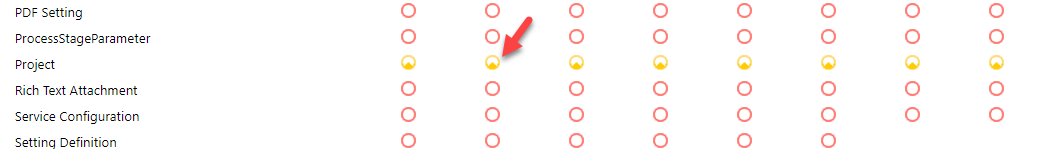 PDF Setting
ProcessStageParameter
Project
Rich Text Attachment
Service Configuration
Setting Definition